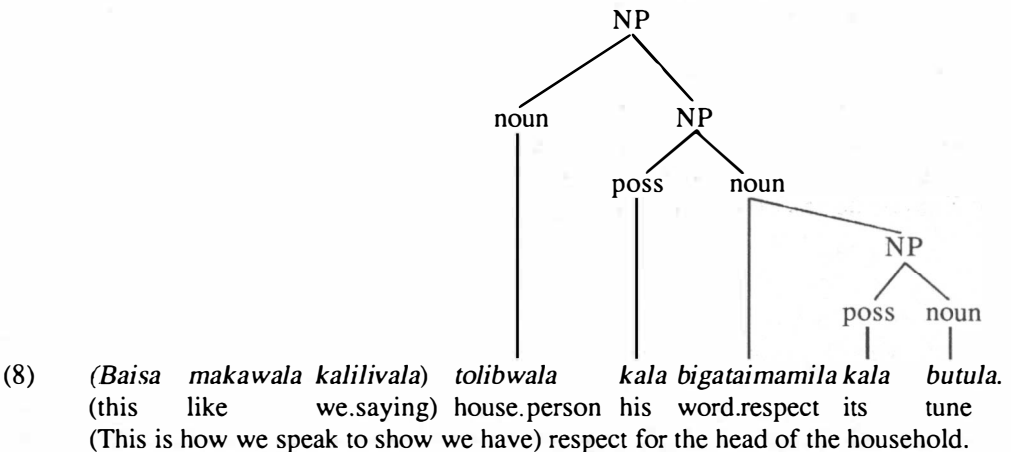 NP
noun NP
poss noun
NP
poss noun
(8) (Baisa makawala kalilivala) tolibwala kala bigataimamila kala butula.
(this like we.saying) house.person his word.respect its tune
(This is how we speak to show we have) respect for the head of the household.